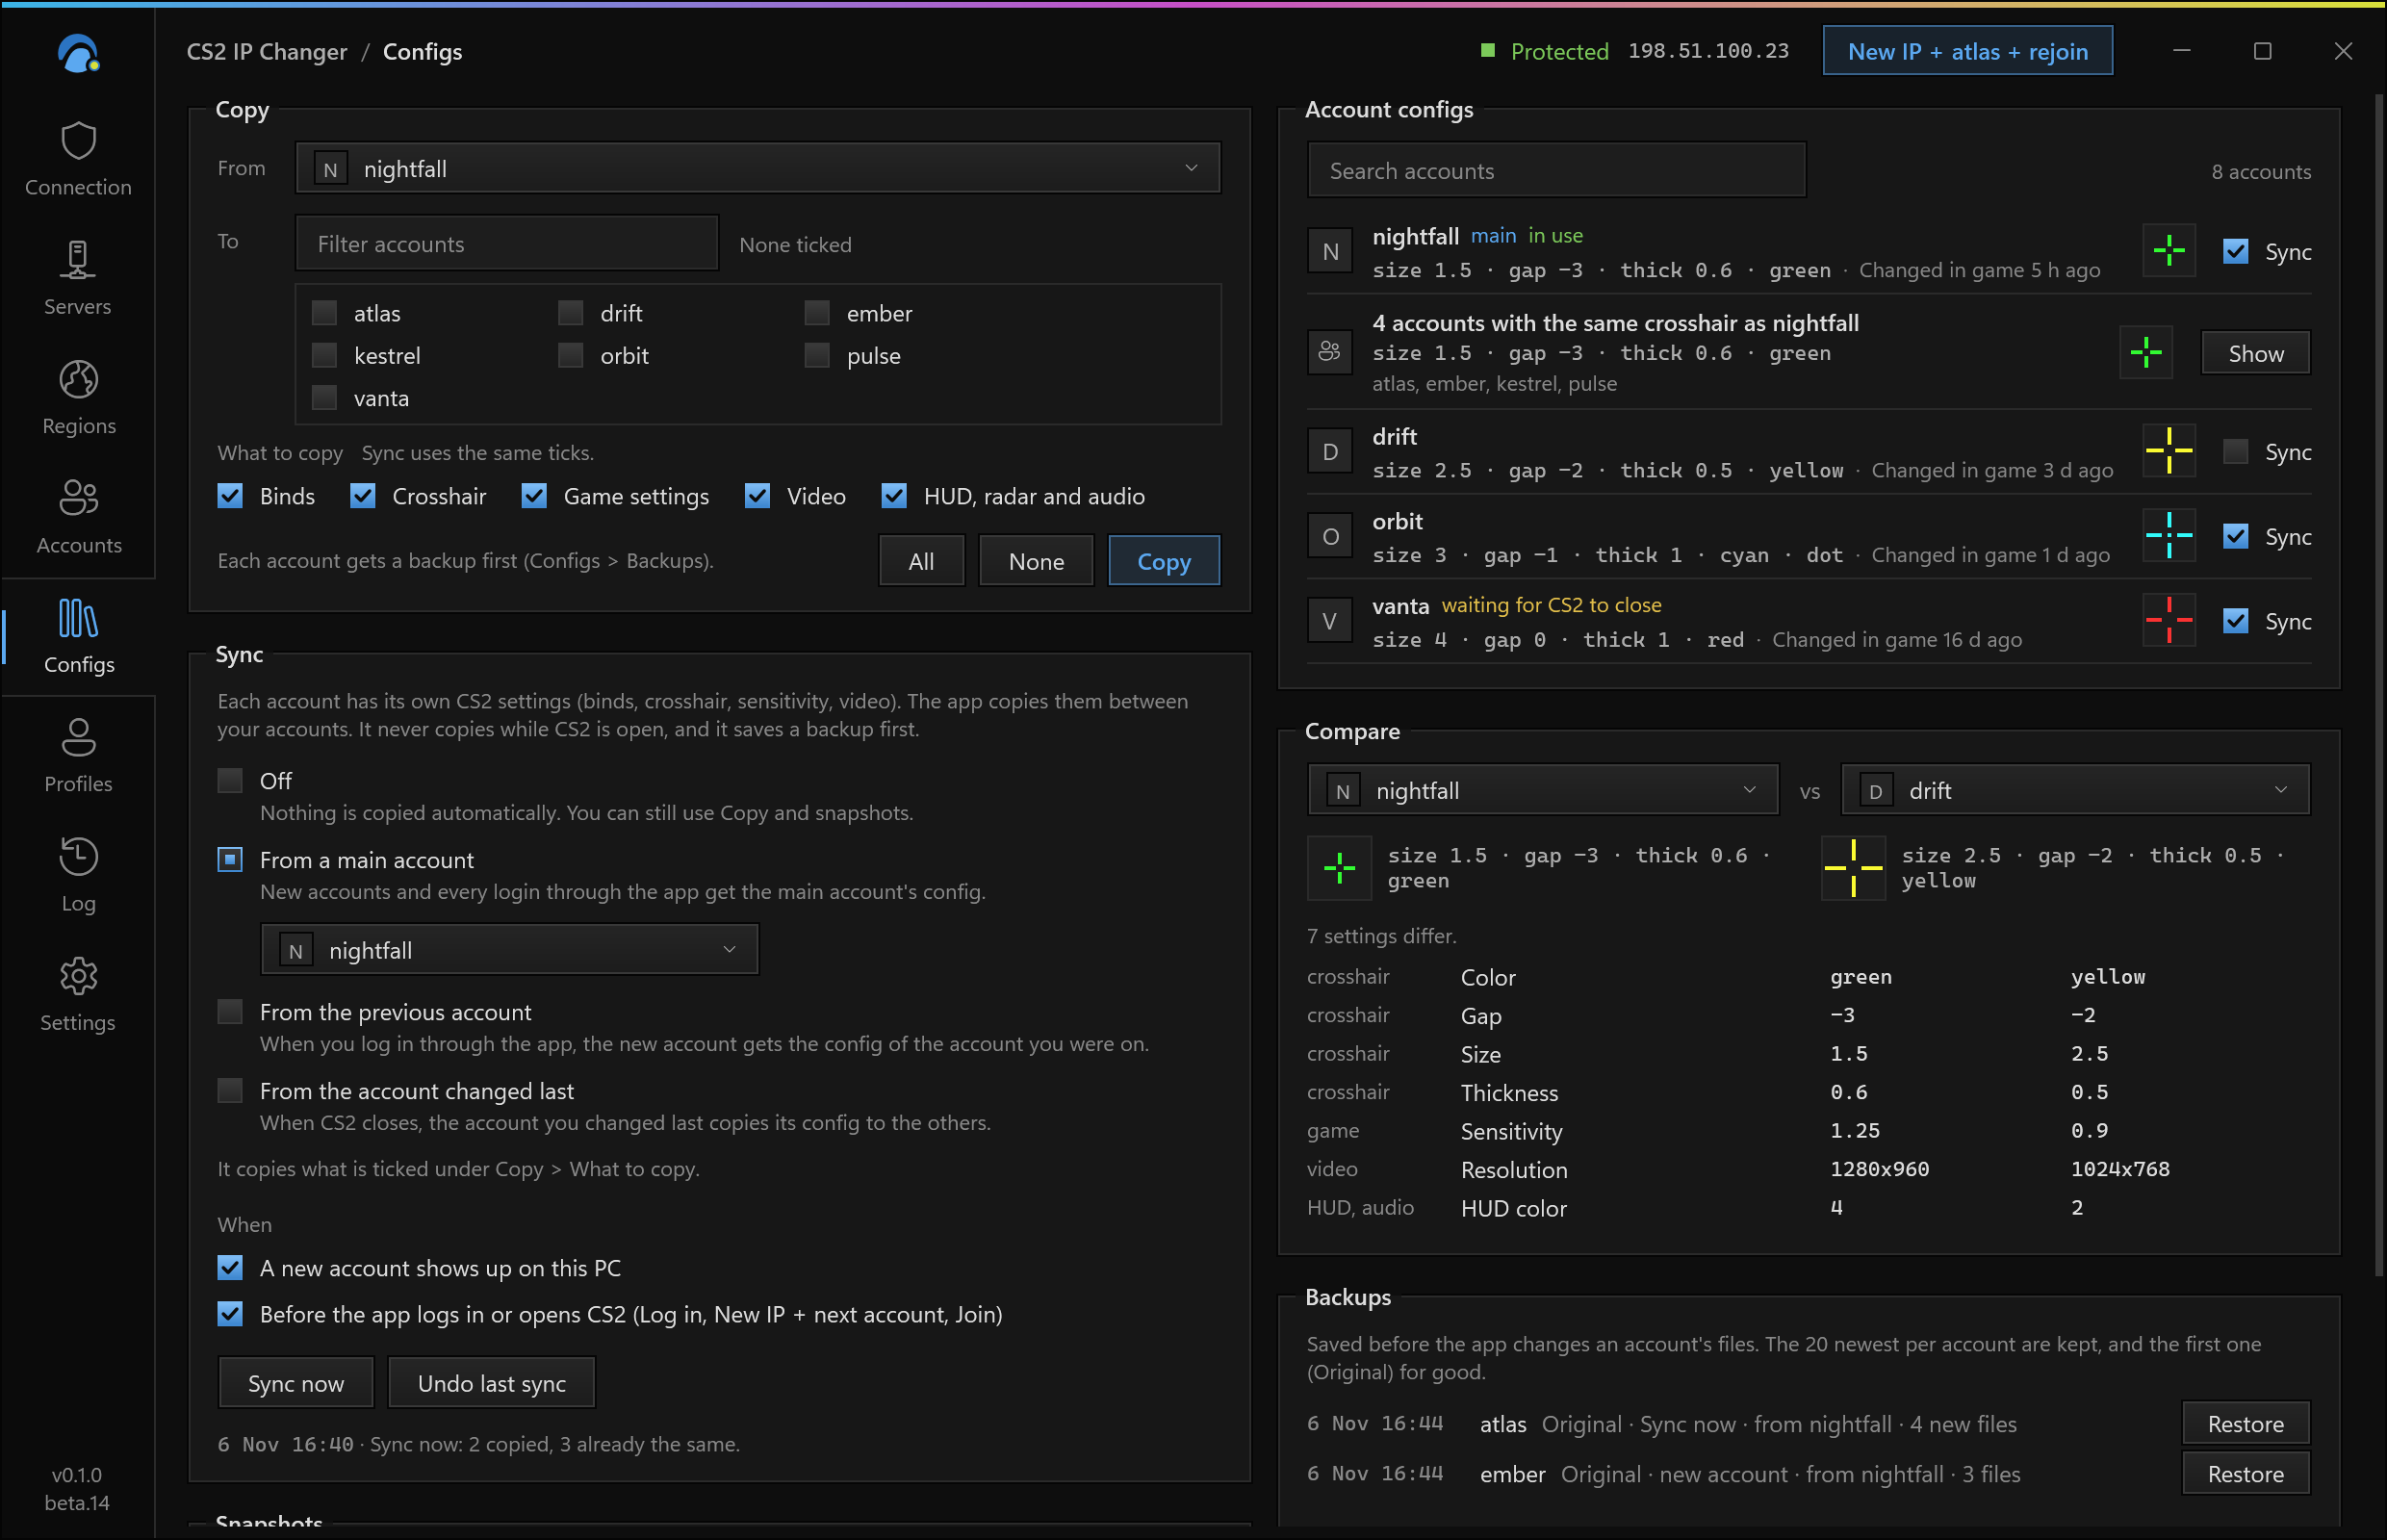 CS2 IP Changer / Configs
Protected 198.51.100.23
New IP + atlas + rejoin
Connection
Servers
Regions
Accounts
Configs
Profiles
Log
Settings
v0.1.0
beta.14
Copy
From N nightfall
To Filter accounts None ticked
atlas drift ember
kestrel orbit pulse
vanta
What to copy Sync uses the same ticks.
Binds Crosshair Game settings Video HUD, radar and audio
Each account gets a backup first (Configs > Backups). All None Copy
Sync
Each account has its own CS2 settings (binds, crosshair, sensitivity, video). The app copies them between
your accounts. It never copies while CS2 is open, and it saves a backup first.
Off
Nothing is copied automatically. You can still use Copy and snapshots.
From a main account
New accounts and every login through the app get the main account's config.
N nightfall
From the previous account
When you log in through the app, the new account gets the config of the account you were on.
From the account changed last
When CS2 closes, the account you changed last copies its config to the others.
It copies what is ticked under Copy > What to copy.
When
A new account shows up on this PC
Before the app logs in or opens CS2 (Log in, New IP + next account, Join)
Sync now Undo last sync
6 Nov 16:40 · Sync now: 2 copied, 3 already the same.
Snapshots
Account configs
Search accounts 8 accounts
N nightfall main in use
size 1.5 · gap −3 · thick 0.6 · green · Changed in game 5 h ago
Sync
4 accounts with the same crosshair as nightfall
size 1.5 · gap −3 · thick 0.6 · green
atlas, ember, kestrel, pulse
Show
D drift
size 2.5 · gap −2 · thick 0.5 · yellow · Changed in game 3 d ago
Sync
O orbit
size 3 · gap −1 · thick 1 · cyan · dot · Changed in game 1 d ago
Sync
V vanta waiting for CS2 to close
size 4 · gap 0 · thick 1 · red · Changed in game 16 d ago
Sync
Compare
N nightfall vs D drift
size 1.5 · gap −3 · thick 0.6 ·
green
size 2.5 · gap −2 · thick 0.5 ·
yellow
7 settings differ.
crosshair Color green yellow
crosshair Gap −3 −2
crosshair Size 1.5 2.5
crosshair Thickness 0.6 0.5
game Sensitivity 1.25 0.9
video Resolution 1280x960 1024x768
HUD, audio HUD color 4 2
Backups
Saved before the app changes an account's files. The 20 newest per account are kept, and the first one
(Original) for good.
6 Nov 16:44 atlas Original · Sync now · from nightfall · 4 new files Restore
6 Nov 16:44 ember Original · new account · from nightfall · 3 files Restore